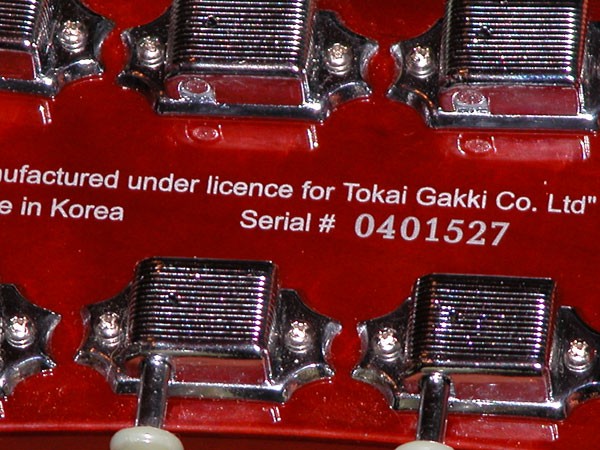 nufactured under licence for Tokai Gakki Co. Ltd"
e in Korea Serial # 0401527